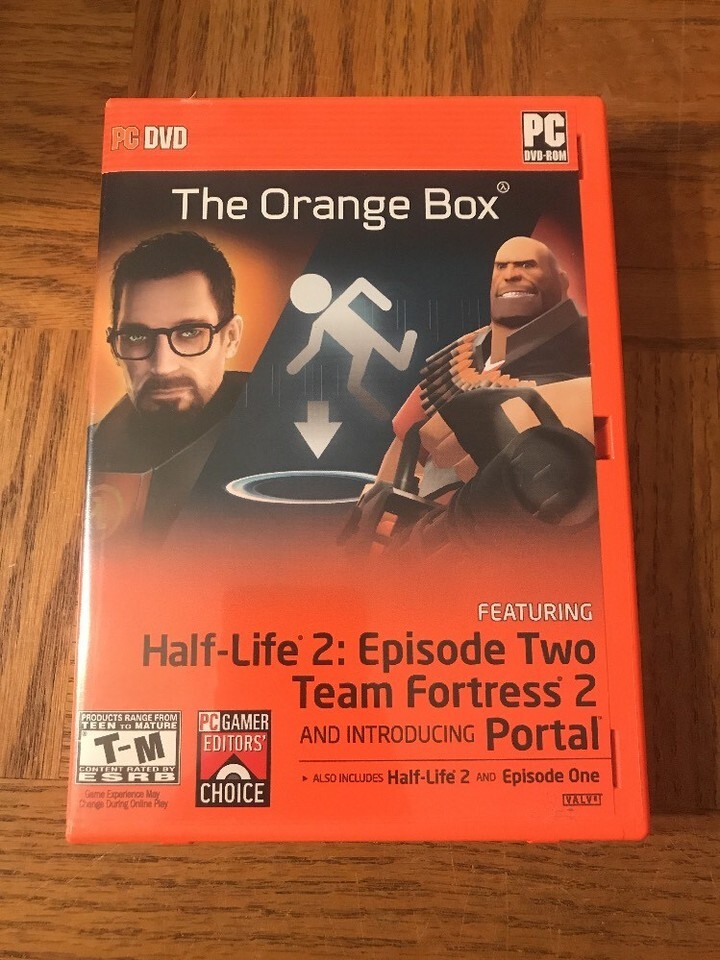 PC DVD
PC
DVD-ROM
The Orange Box
FEATURING
Half-Life® 2: Episode Two
Team Fortress® 2
AND INTRODUCING Portal™
▸ ALSO INCLUDES Half-Life® 2 AND Episode One
VALVE®
PRODUCTS RANGE FROM
TEEN TO MATURE
T-M
®
CONTENT RATED BY
ESRB
Game Experience May
Change During Online Play
PC GAMER
EDITORS'
CHOICE